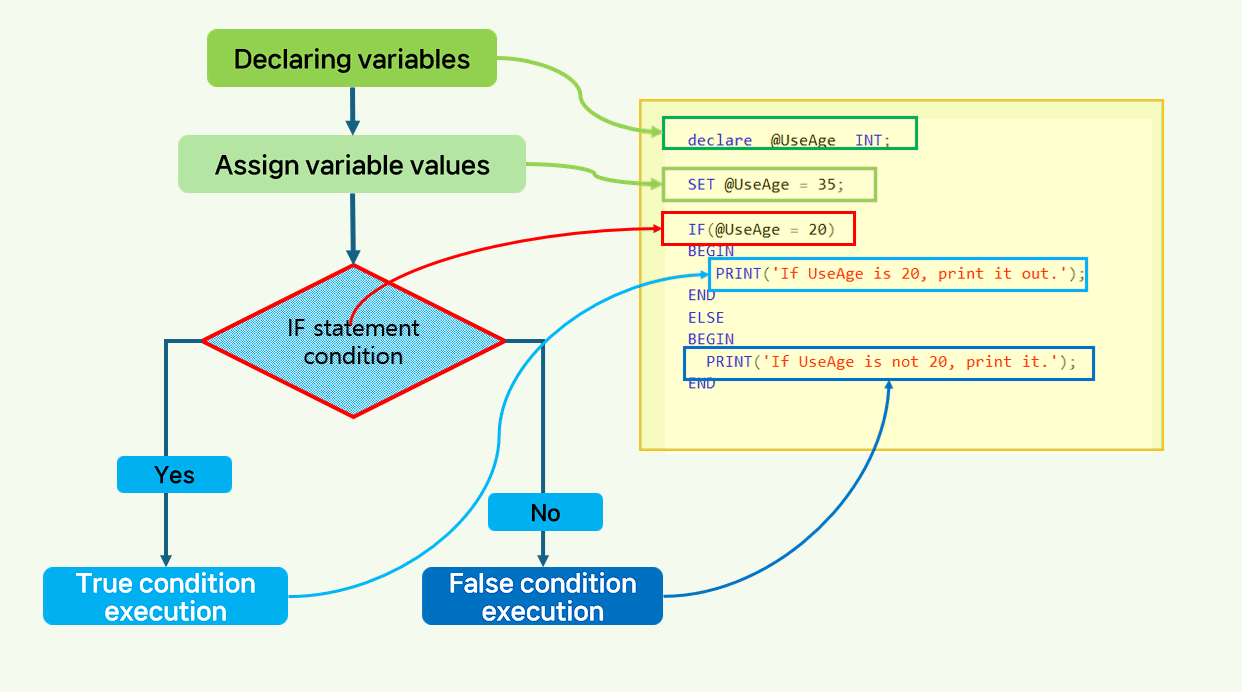 Declaring variables
Assign variable values
IF statement
condition
Yes
No
True condition
execution
False condition
execution
declare @UseAge INT;
SET @UseAge = 35;
IF(@UseAge = 20)
BEGIN
PRINT('If UseAge is 20, print it out.');
END
ELSE
BEGIN
PRINT('If UseAge is not 20, print it.');
END